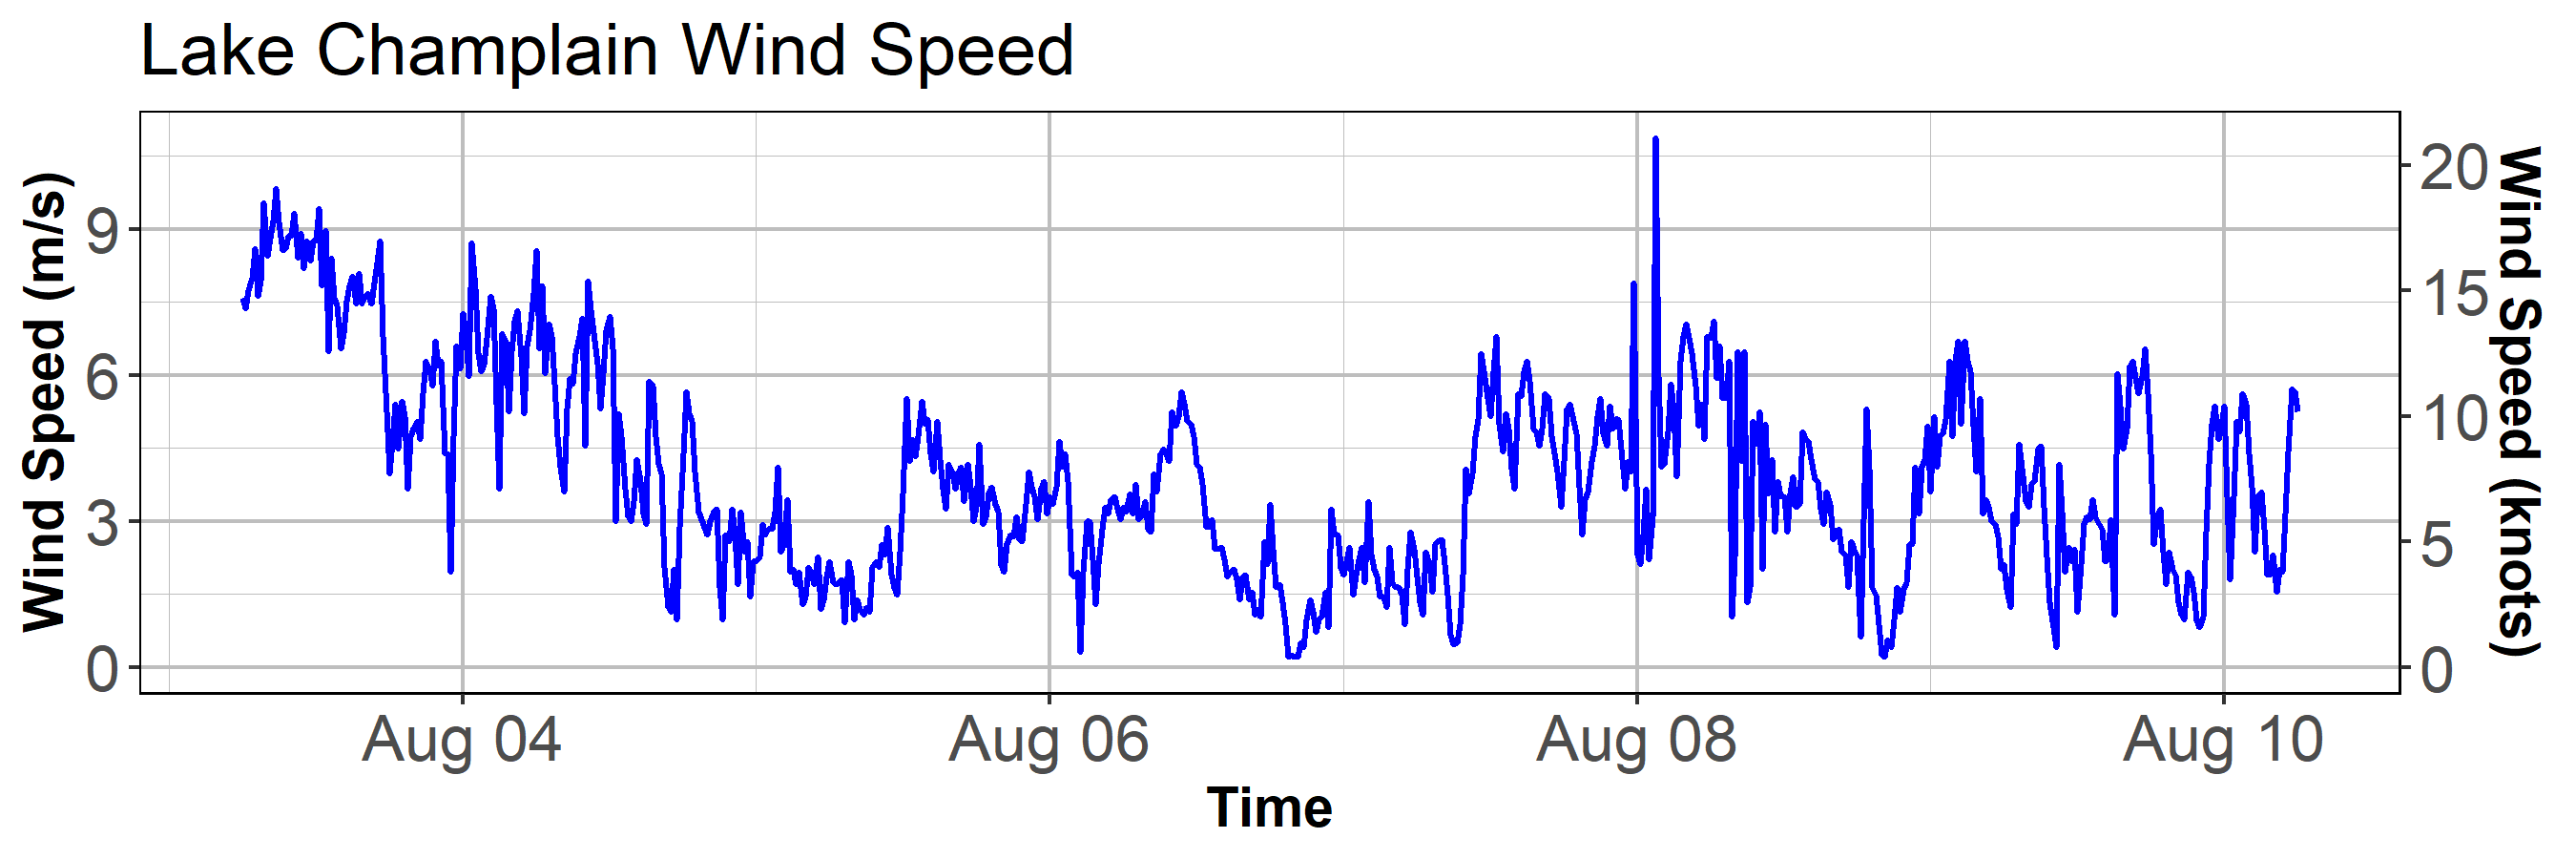 Lake Champlain Wind Speed
Wind Speed (m/s)
9
6
3
0
20
15
10
5
0
Wind Speed (knots)
Aug 04
Aug 06
Aug 08
Aug 10
Time